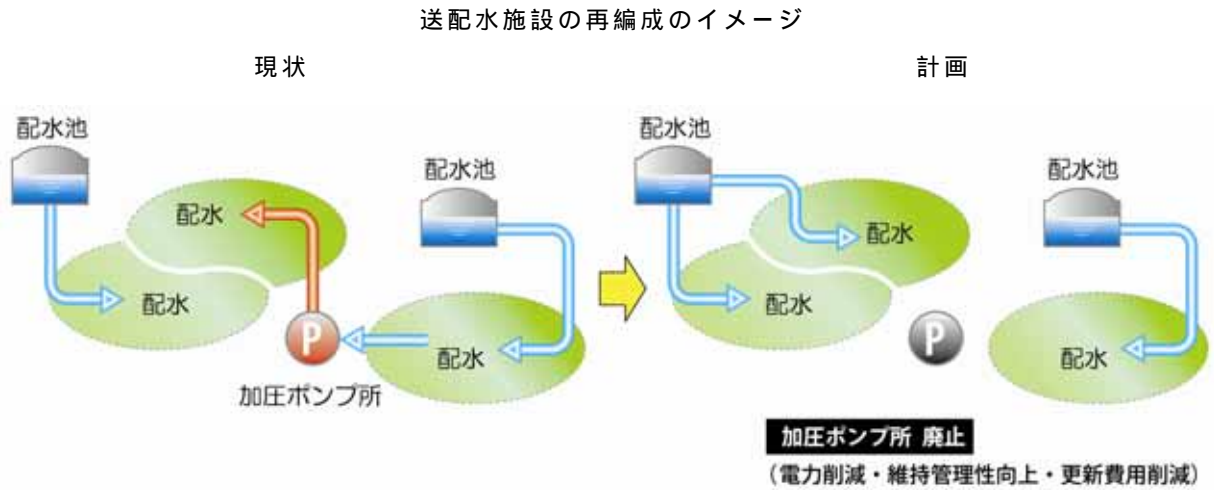 送配水施設の再編成のイメージ
現状
配水池
配水池
配水
配水
配水
P
加圧ポンプ所
計画
配水池
配水池
配水
配水
配水
P
加圧ポンプ所 廃止
（電力削減・維持管理性向上・更新費用削減）